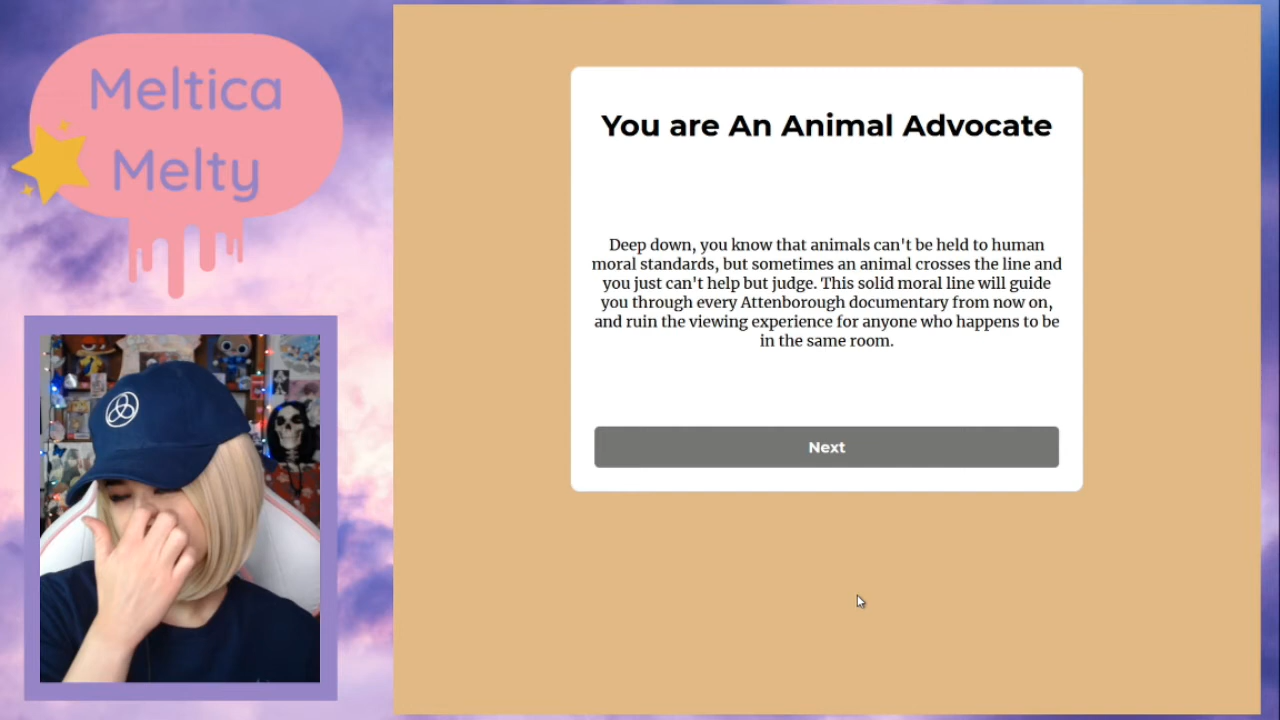 Meltica
Melty
You are An Animal Advocate
Deep down, you know that animals can't be held to human
moral standards, but sometimes an animal crosses the line and
you just can't help but judge. This solid moral line will guide
you through every Attenborough documentary from now on,
and ruin the viewing experience for anyone who happens to be
in the same room.
Next